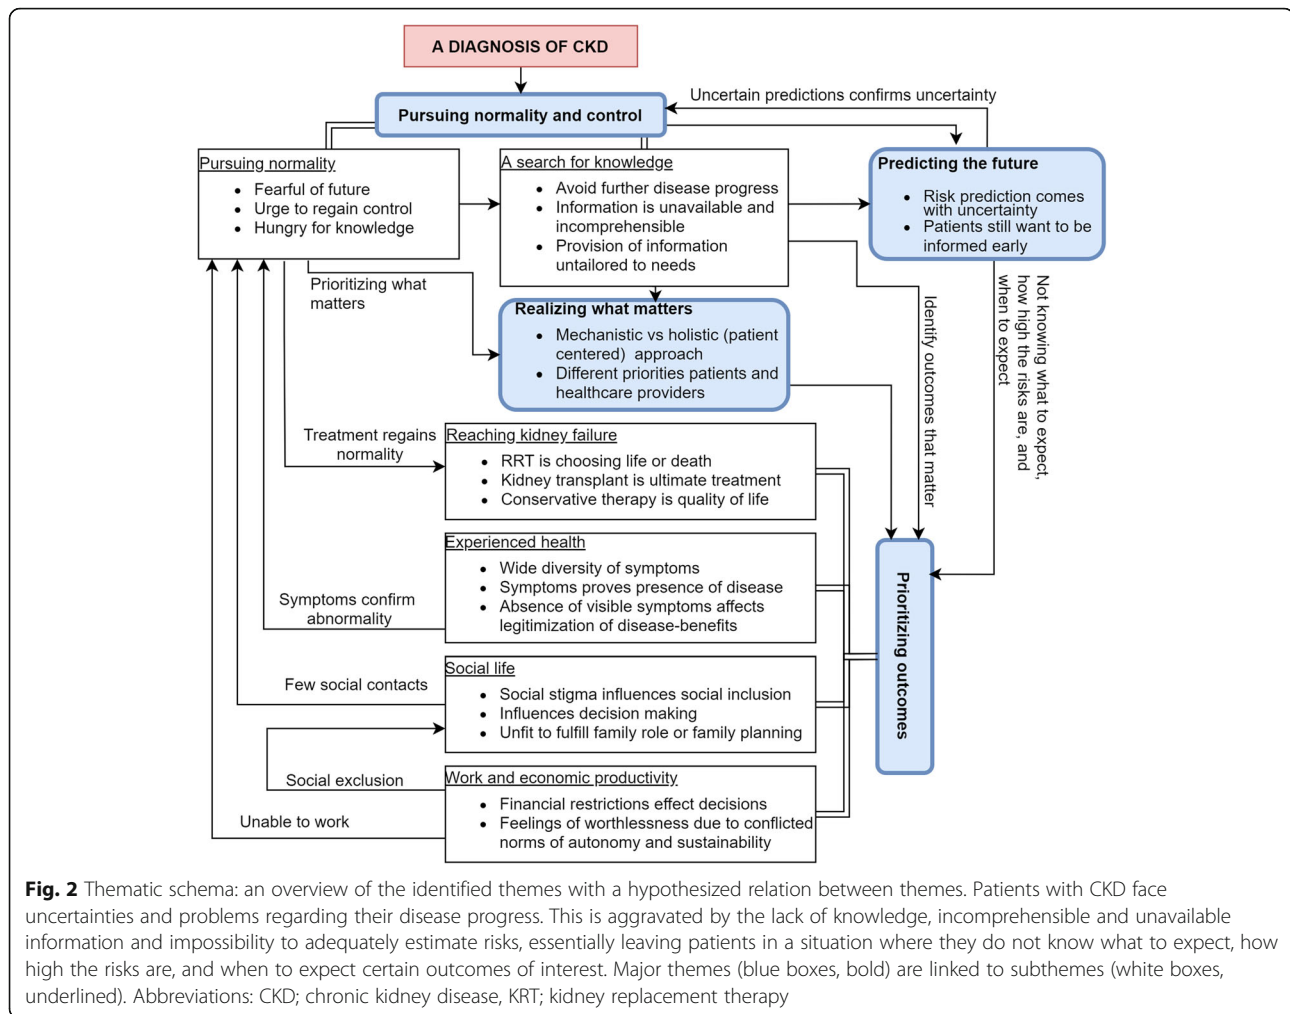 A DIAGNOSIS OF CKD
Uncertain predictions confirms uncertainty
Pursuing normality and control
Pursuing normality
• Fearful of future
• Urge to regain control
• Hungry for knowledge
A search for knowledge
• Avoid further disease progress
• Information is unavailable and
incomprehensible
• Provision of information
untailored to needs
Predicting the future
• Risk prediction comes
with uncertainty
• Patients still want to be
informed early
Prioritizing what
matters
Realizing what matters
• Mechanistic vs holistic (patient
centered) approach
• Different priorities patients and
healthcare providers
Identify outcomes that matter
Not knowing what to expect,
how high the risks are, and
when to expect
Treatment regains
normality
Reaching kidney failure
• RRT is choosing life or death
• Kidney transplant is ultimate treatment
• Conservative therapy is quality of life
Experienced health
• Wide diversity of symptoms
• Symptoms proves presence of disease
• Absence of visible symptoms affects
legitimization of disease-benefits
Symptoms confirm
abnormality
Prioritizing outcomes
Social life
• Social stigma influences social inclusion
• Influences decision making
• Unfit to fulfill family role or family planning
Few social contacts
Social exclusion
Work and economic productivity
• Financial restrictions effect decisions
• Feelings of worthlessness due to conflicted
norms of autonomy and sustainability
Unable to work
Fig. 2 Thematic schema: an overview of the identified themes with a hypothesized relation between themes. Patients with CKD face
uncertainties and problems regarding their disease progress. This is aggravated by the lack of knowledge, incomprehensible and unavailable
information and impossibility to adequately estimate risks, essentially leaving patients in a situation where they do not know what to expect, how
high the risks are, and when to expect certain outcomes of interest. Major themes (blue boxes, bold) are linked to subthemes (white boxes,
underlined). Abbreviations: CKD; chronic kidney disease, KRT; kidney replacement therapy